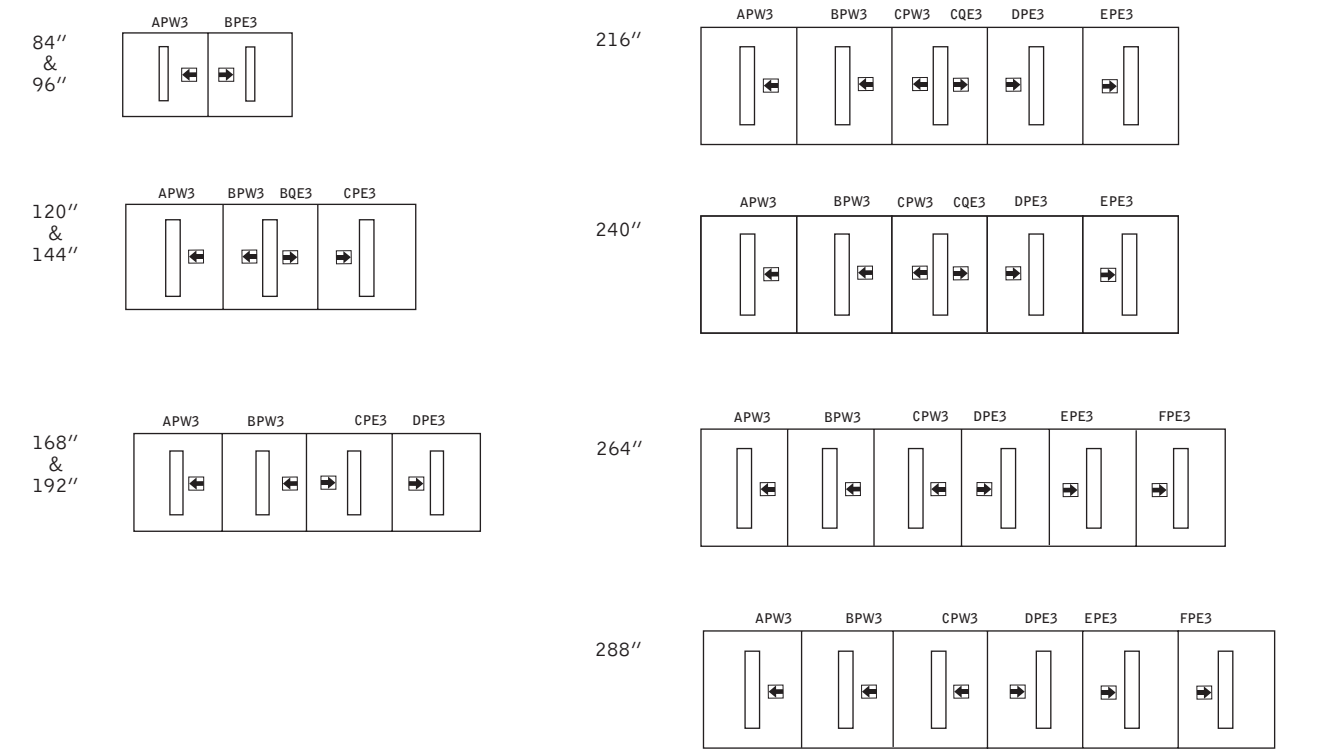 APW3 BPE3
84″
&
96″
APW3 BPW3 BQE3 CPE3
120″
&
144″
APW3 BPW3 CPE3 DPE3
168″
&
192″
APW3 BPW3 CPW3 CQE3 DPE3 EPE3
216″
APW3 BPW3 CPW3 CQE3 DPE3 EPE3
240″
APW3 BPW3 CPW3 DPE3 EPE3 FPE3
264″
APW3 BPW3 CPW3 DPE3 EPE3 FPE3
288″